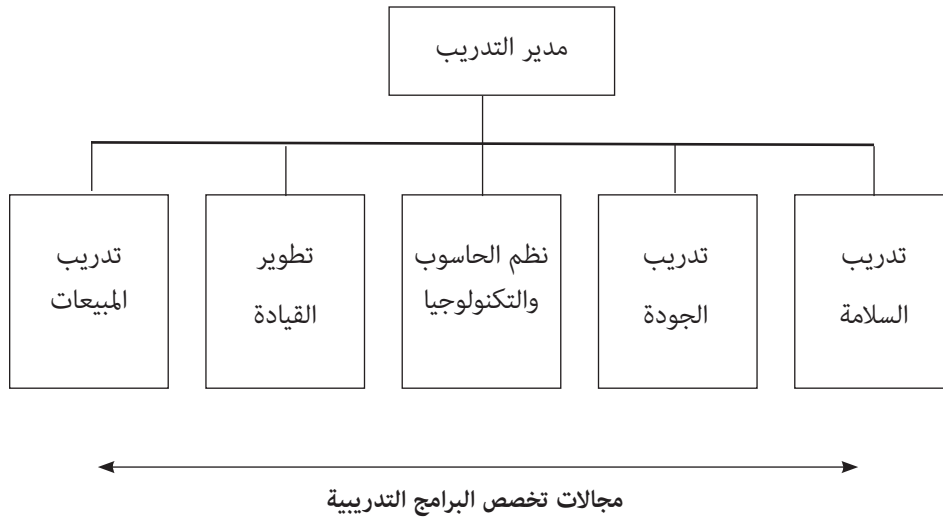 مدير التدريب
تدريب
السلامة
تدريب
الجودة
نظم الحاسوب
والتكنولوجيا
تطوير
القيادة
تدريب
المبيعات
مجالات تخصص البرامج التدريبية